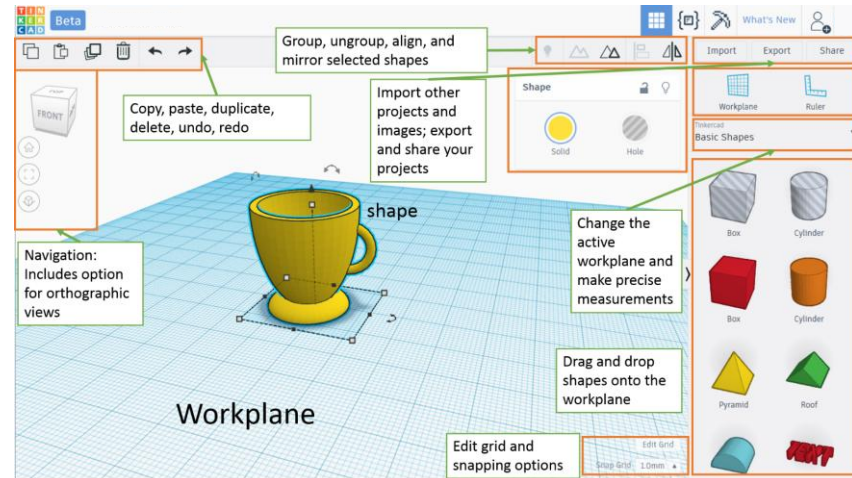 TIN
KER
CAD
Beta
What's New
Group, ungroup, align, and
mirror selected shapes
Import
Export
Share
Copy, paste, duplicate,
delete, undo, redo
FRONT
Import other
projects and
images; export
and share your
projects
Shape
Solid
Hole
Workplane
Ruler
Tinkercad
Basic Shapes
shape
Navigation:
Includes option
for orthographic
views
Change the
active
workplane and
make precise
measurements
Box
Cylinder
Box
Cylinder
Drag and drop
shapes onto the
workplane
Pyramid
Roof
Workplane
Edit grid and
snapping options
Edit Grid
Snap Grid 1.0mm
TEXT